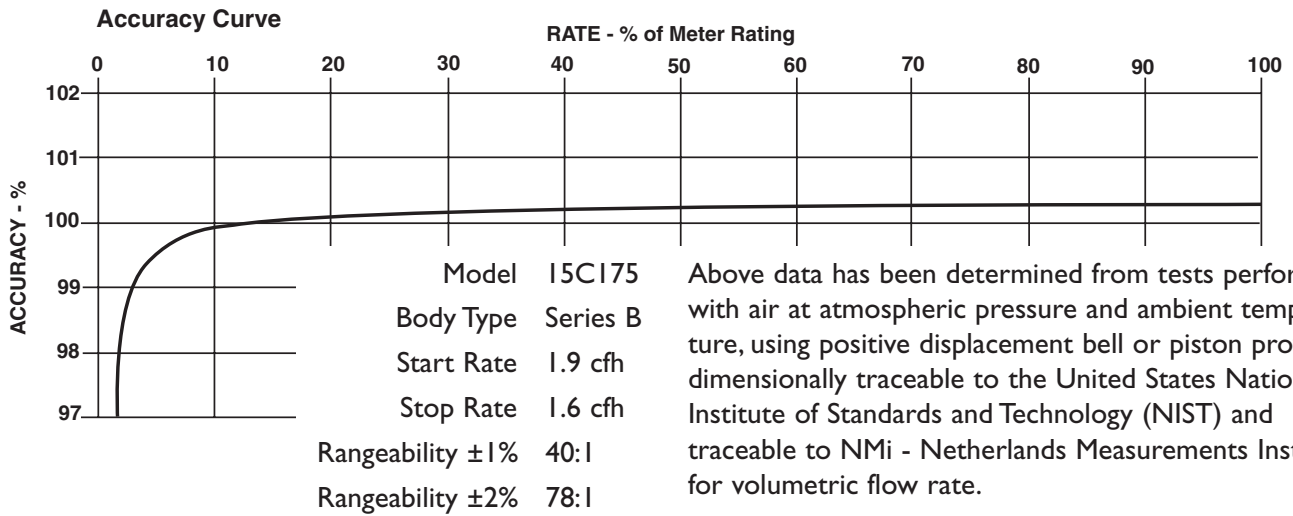 Accuracy Curve
RATE - % of Meter Rating
0 10 20 30 40 50 60 70 80 90 100
102
101
100
99
98
97
ACCURACY - %
Model 15C175
Body Type Series B
Start Rate 1.9 cfh
Stop Rate 1.6 cfh
Rangeability ±1% 40:1
Rangeability ±2% 78:1
Above data has been determined from tests perfor
with air at atmospheric pressure and ambient temp
ture, using positive displacement bell or piston pro
dimensionally traceable to the United States Natio
Institute of Standards and Technology (NIST) and
traceable to NMi - Netherlands Measurements Inst
for volumetric flow rate.